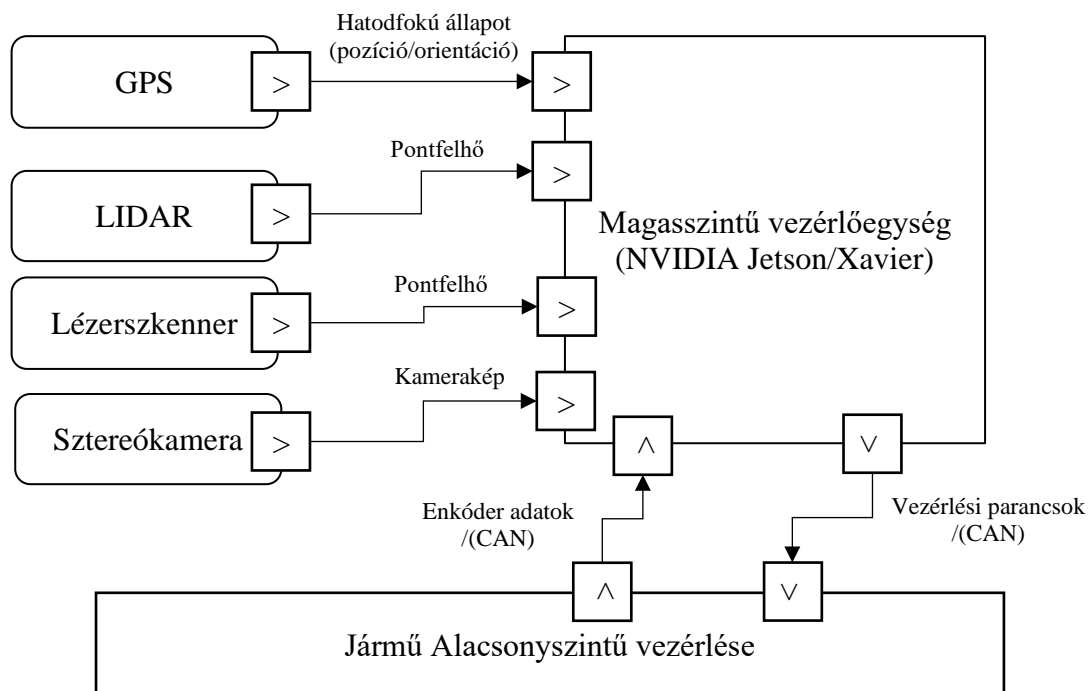 Hatodfokú állapot
(pozíció/orientáció)
GPS
>
>
Pontfelhő
LIDAR
>
>
Magasszintű vezérlőegység
(NVIDIA Jetson/Xavier)
Pontfelhő
Lézerszkenner
>
>
Kamerakép
Sztereókamera
>
>
>
>
Enkóder adatok
/(CAN)
Vezérlési parancsok
/(CAN)
>
>
Jármű Alacsonyszintű vezérlése